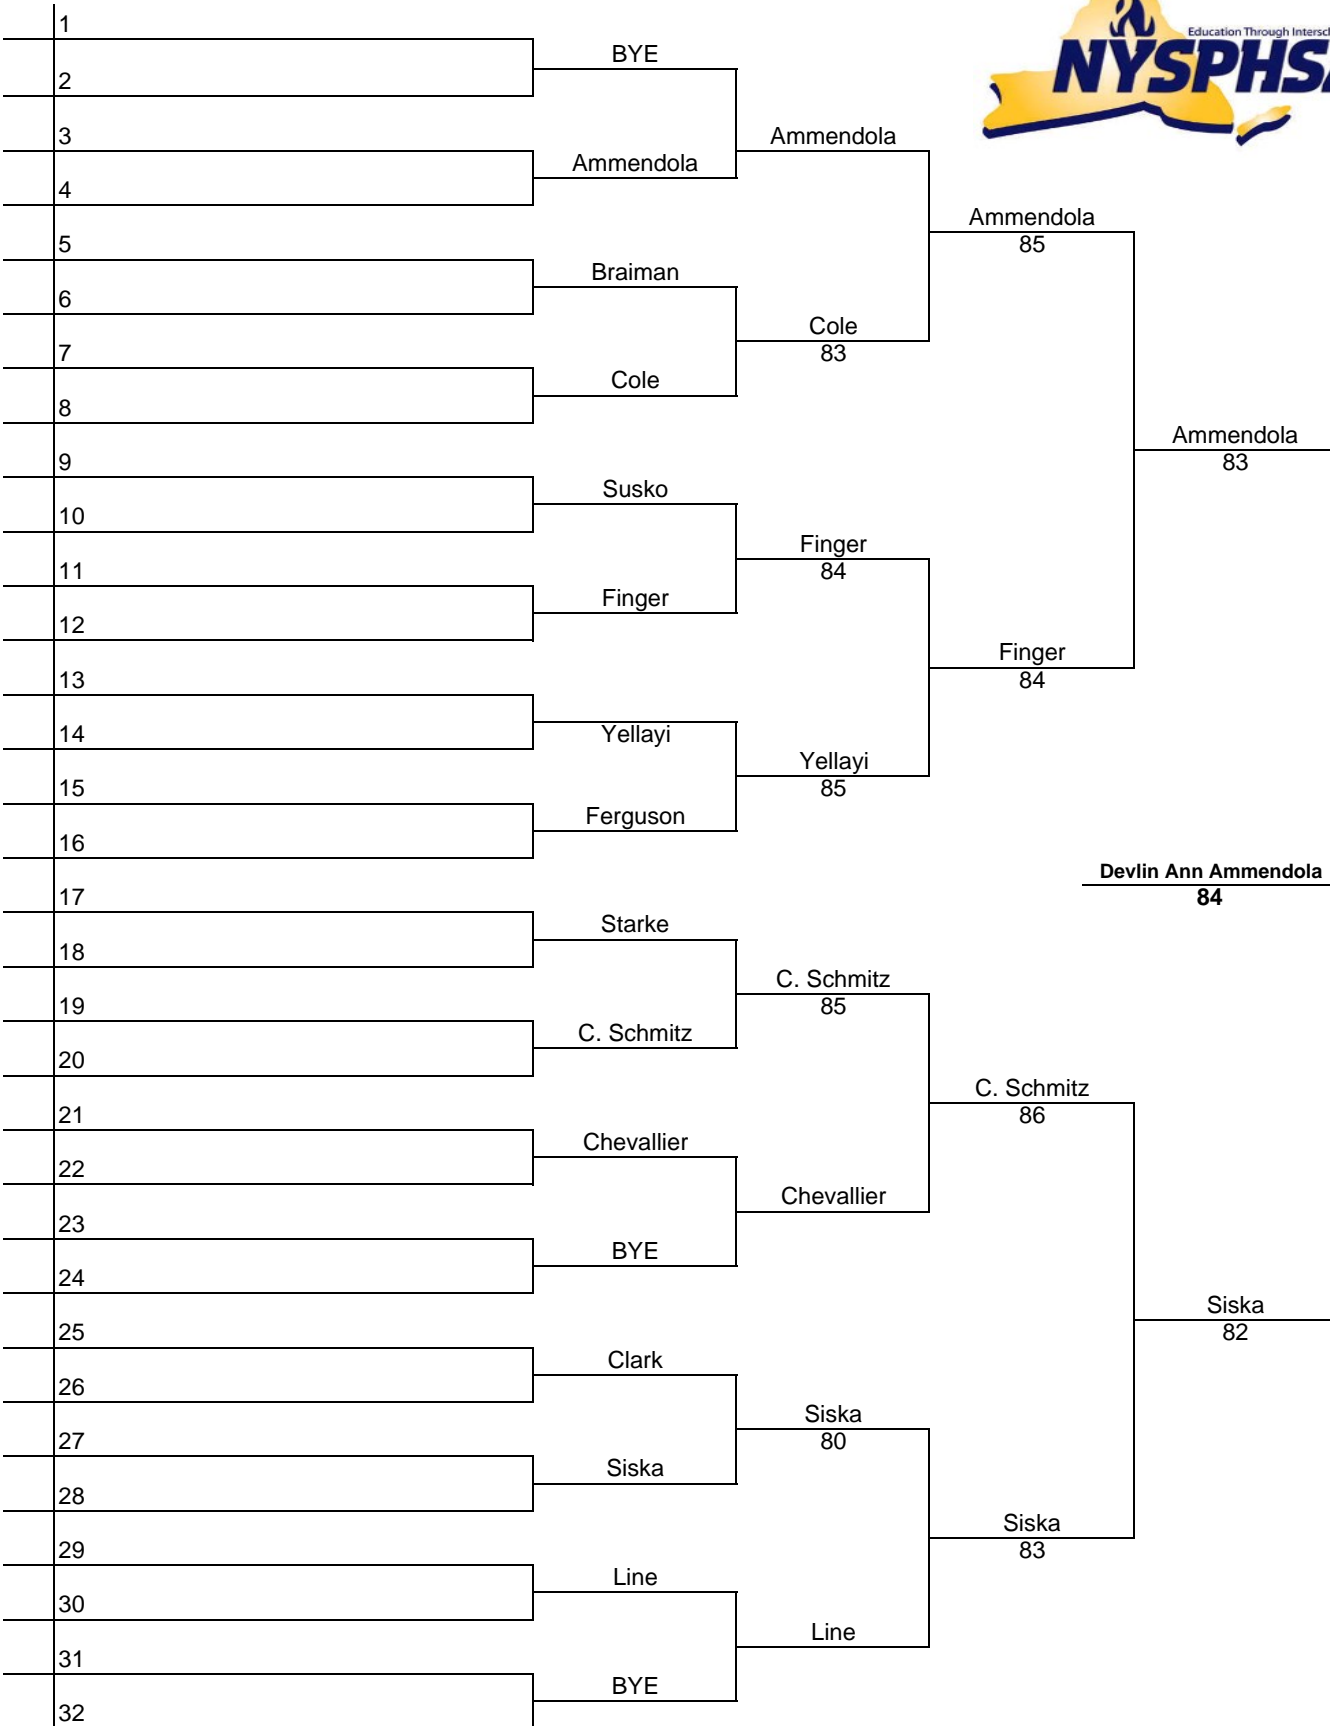 Education Through Intersch
NYSPHSA
1
2
3
4
5
6
7
8
9
10
11
12
13
14
15
16
17
18
19
20
21
22
23
24
25
26
27
28
29
30
31
32
BYE
Ammendola
Braiman
Cole
Susko
Finger
Yellayi
Ferguson
Starke
C. Schmitz
Chevallier
BYE
Clark
Siska
Line
BYE
Ammendola
Cole
83
Finger
84
Yellayi
85
C. Schmitz
85
Chevallier
Siska
80
Line
Ammendola
85
Finger
84
C. Schmitz
86
Siska
83
Ammendola
83
Siska
82
Devlin Ann Ammendola
84